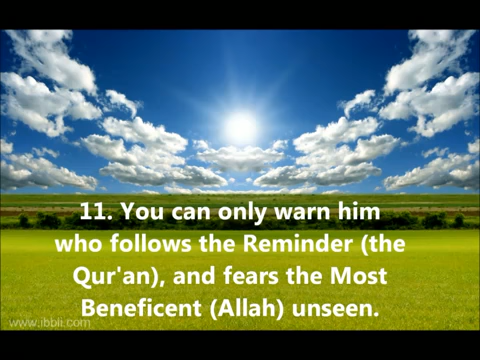 11. You can only warn him
who follows the Reminder (the
Qur'an), and fears the Most
Beneficent (Allah) unseen.
www.ibbli.com